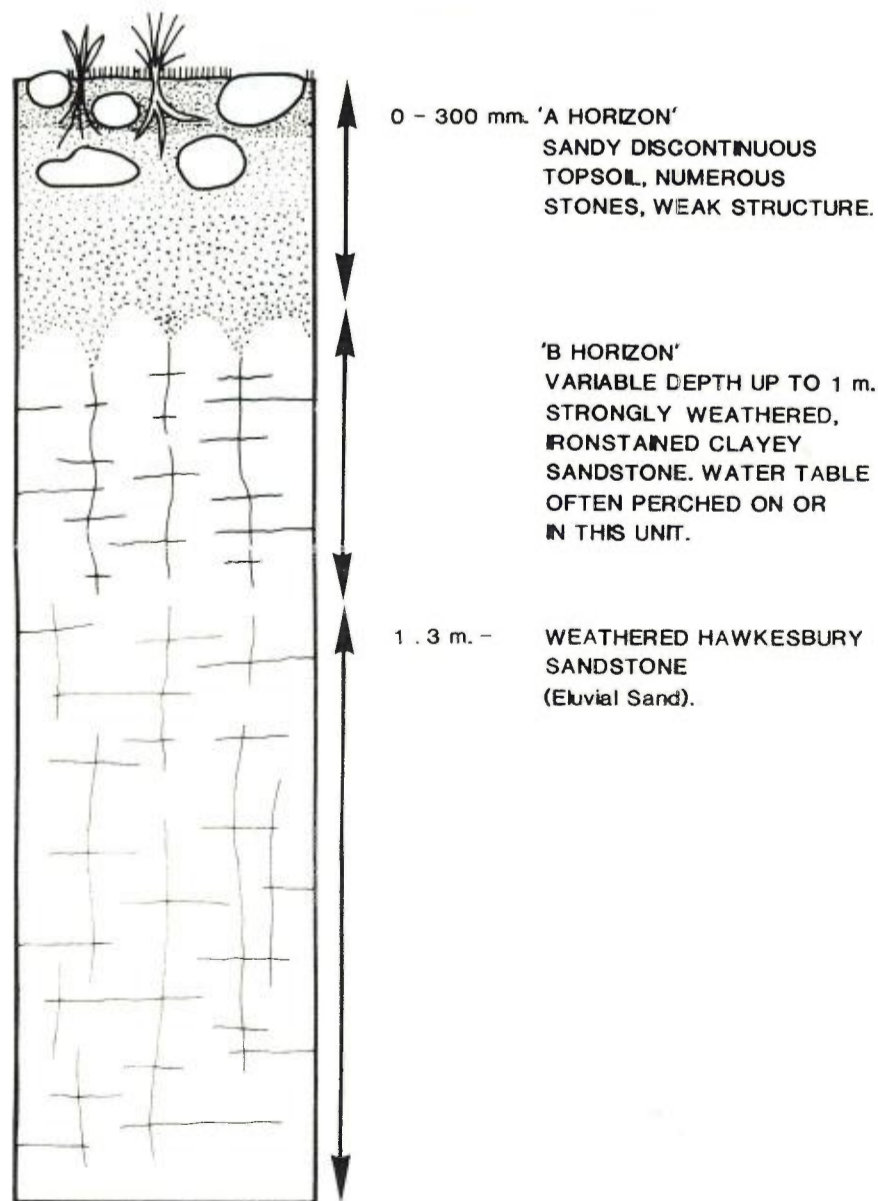 0 - 300 mm. 'A HORIZON'
SANDY DISCONTINUOUS
TOPSOIL, NUMEROUS
STONES, WEAK STRUCTURE.
'B HORIZON'
VARIABLE DEPTH UP TO 1 m.
STRONGLY WEATHERED,
IRONSTAINED CLAYEY
SANDSTONE. WATER TABLE
OFTEN PERCHED ON OR
IN THIS UNIT.
1 . 3 m. - WEATHERED HAWKESBURY
SANDSTONE
(Eluvial Sand).